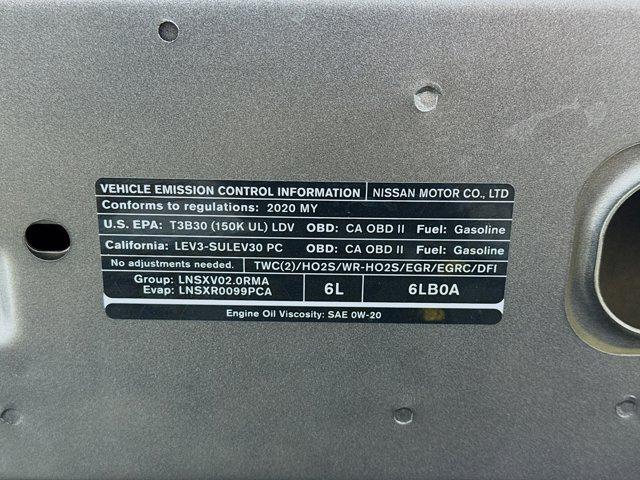 VEHICLE EMISSION CONTROL INFORMATION NISSAN MOTOR CO., LTD
Conforms to regulations: 2020 MY
U.S. EPA: T3B30 (150K UL) LDV OBD: CA OBD II Fuel: Gasoline
California: LEV3-SULEV30 PC OBD: CA OBD II Fuel: Gasoline
No adjustments needed. TWC(2)/HO2S/WR-HO2S/EGR/EGRC/DFI
Group: LNSXV02.0RMA
Evap: LNSXR0099PCA
6L 6LB0A
Engine Oil Viscosity: SAE 0W-20